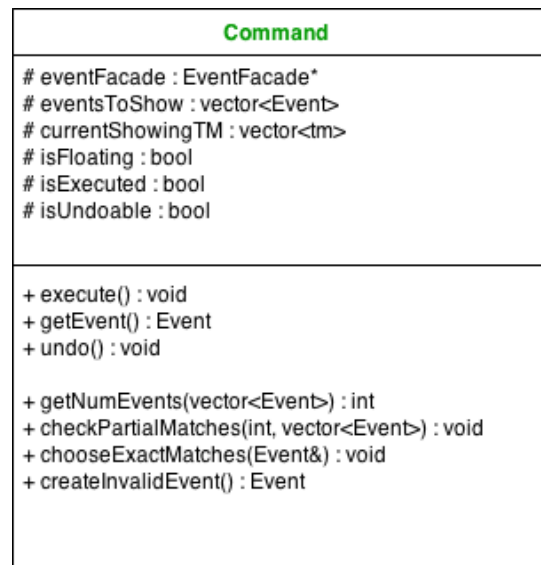 Command
# eventFacade : EventFacade*
# eventsToShow : vector<Event>
# currentShowingTM : vector<tm>
# isFloating : bool
# isExecuted : bool
# isUndoable : bool
+ execute() : void
+ getEvent() : Event
+ undo() : void
+ getNumEvents(vector<Event>) : int
+ checkPartialMatches(int, vector<Event>) : void
+ chooseExactMatches(Event&) : void
+ createInvalidEvent() : Event